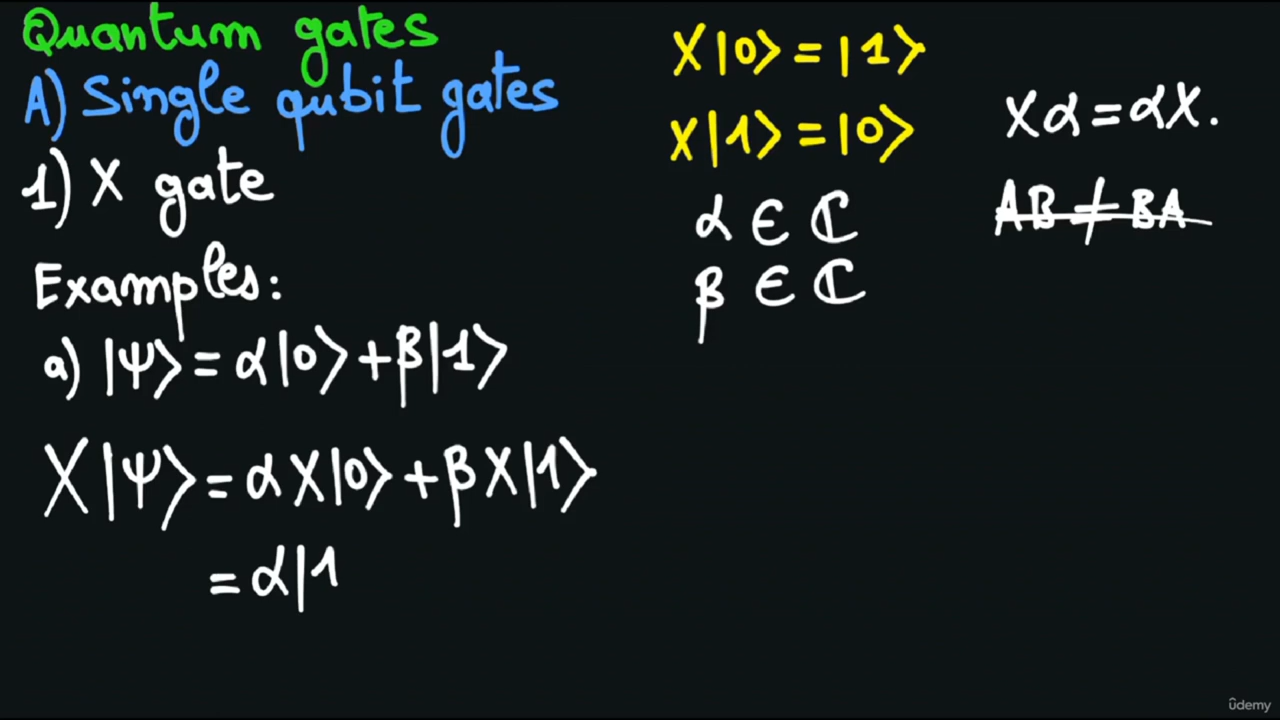 Quantum gates
A) Single qubit gates
1) X gate
Examples:
a) |Ψ⟩ = α|0⟩ + β|1⟩
X|Ψ⟩ = αX|0⟩ + βX|1⟩
= α|1
X|0⟩ = |1⟩
X|1⟩ = |0⟩
α ∈ ℂ
β ∈ ℂ
Xα = αX.
AB ≠ BA
ûdemy